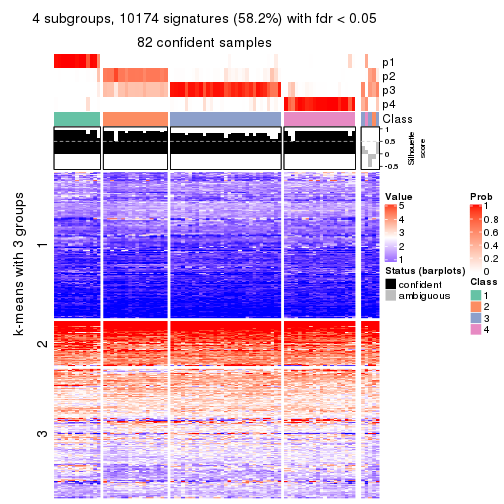 4 subgroups, 10174 signatures (58.2%) with fdr < 0.05
82 confident samples
p1
p2
p3
p4
Class
1
0.5
0
-0.5
Silhouette
score
k-means with 3 groups
1
2
3
Value
5
4
3
2
1
Status (barplots)
confident
ambiguous
Prob
1
0.8
0.6
0.4
0.2
0
Class
1
2
3
4